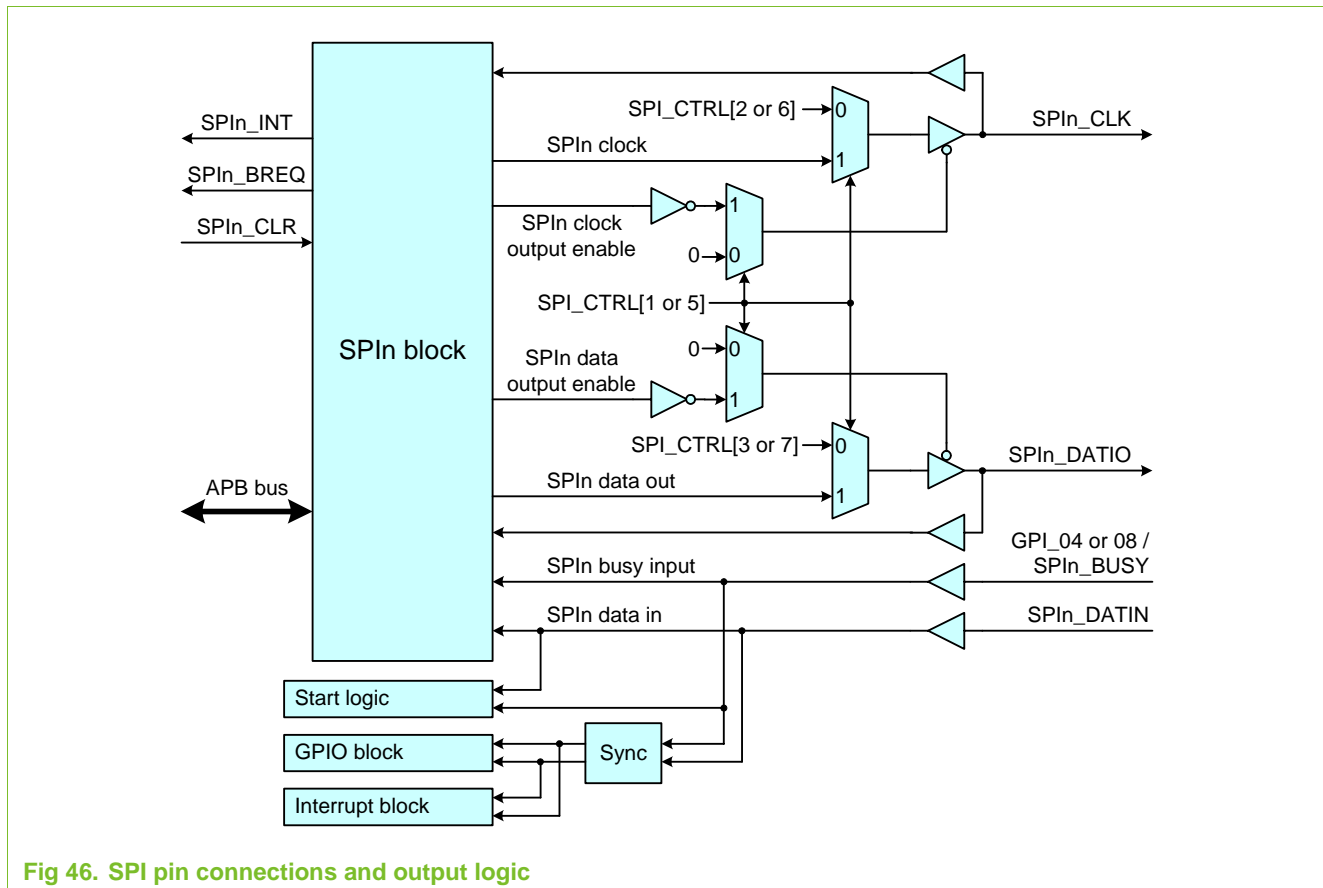 SPI_CTRL[2 or 6]
0
SPIn_INT
SPIn_CLK
SPIn clock
1
SPIn_BREQ
1
SPIn_CLR
SPIn clock
output enable
0
0
SPI_CTRL[1 or 5]
SPIn block
0
0
SPIn data
output enable
1
SPI_CTRL[3 or 7]
0
SPIn_DATIO
APB bus
SPIn data out
1
GPI_04 or 08 /
SPIn_BUSY
SPIn busy input
SPIn data in
SPIn_DATIN
Start logic
GPIO block
Sync
Interrupt block
Fig 46. SPI pin connections and output logic